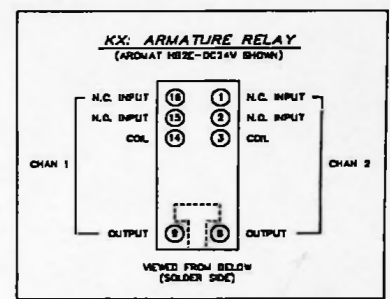 KX: ARMATURE RELAY
(AROMAT HB2E-DC24V SHOWN)
N.C. INPUT 16 1 N.C. INPUT
N.O. INPUT 15 2 N.O. INPUT
COIL 14 3 COIL
CHAN 1 CHAN 2
OUTPUT 9 8 OUTPUT
VIEWED FROM BELOW
(SOLDER SIDE)